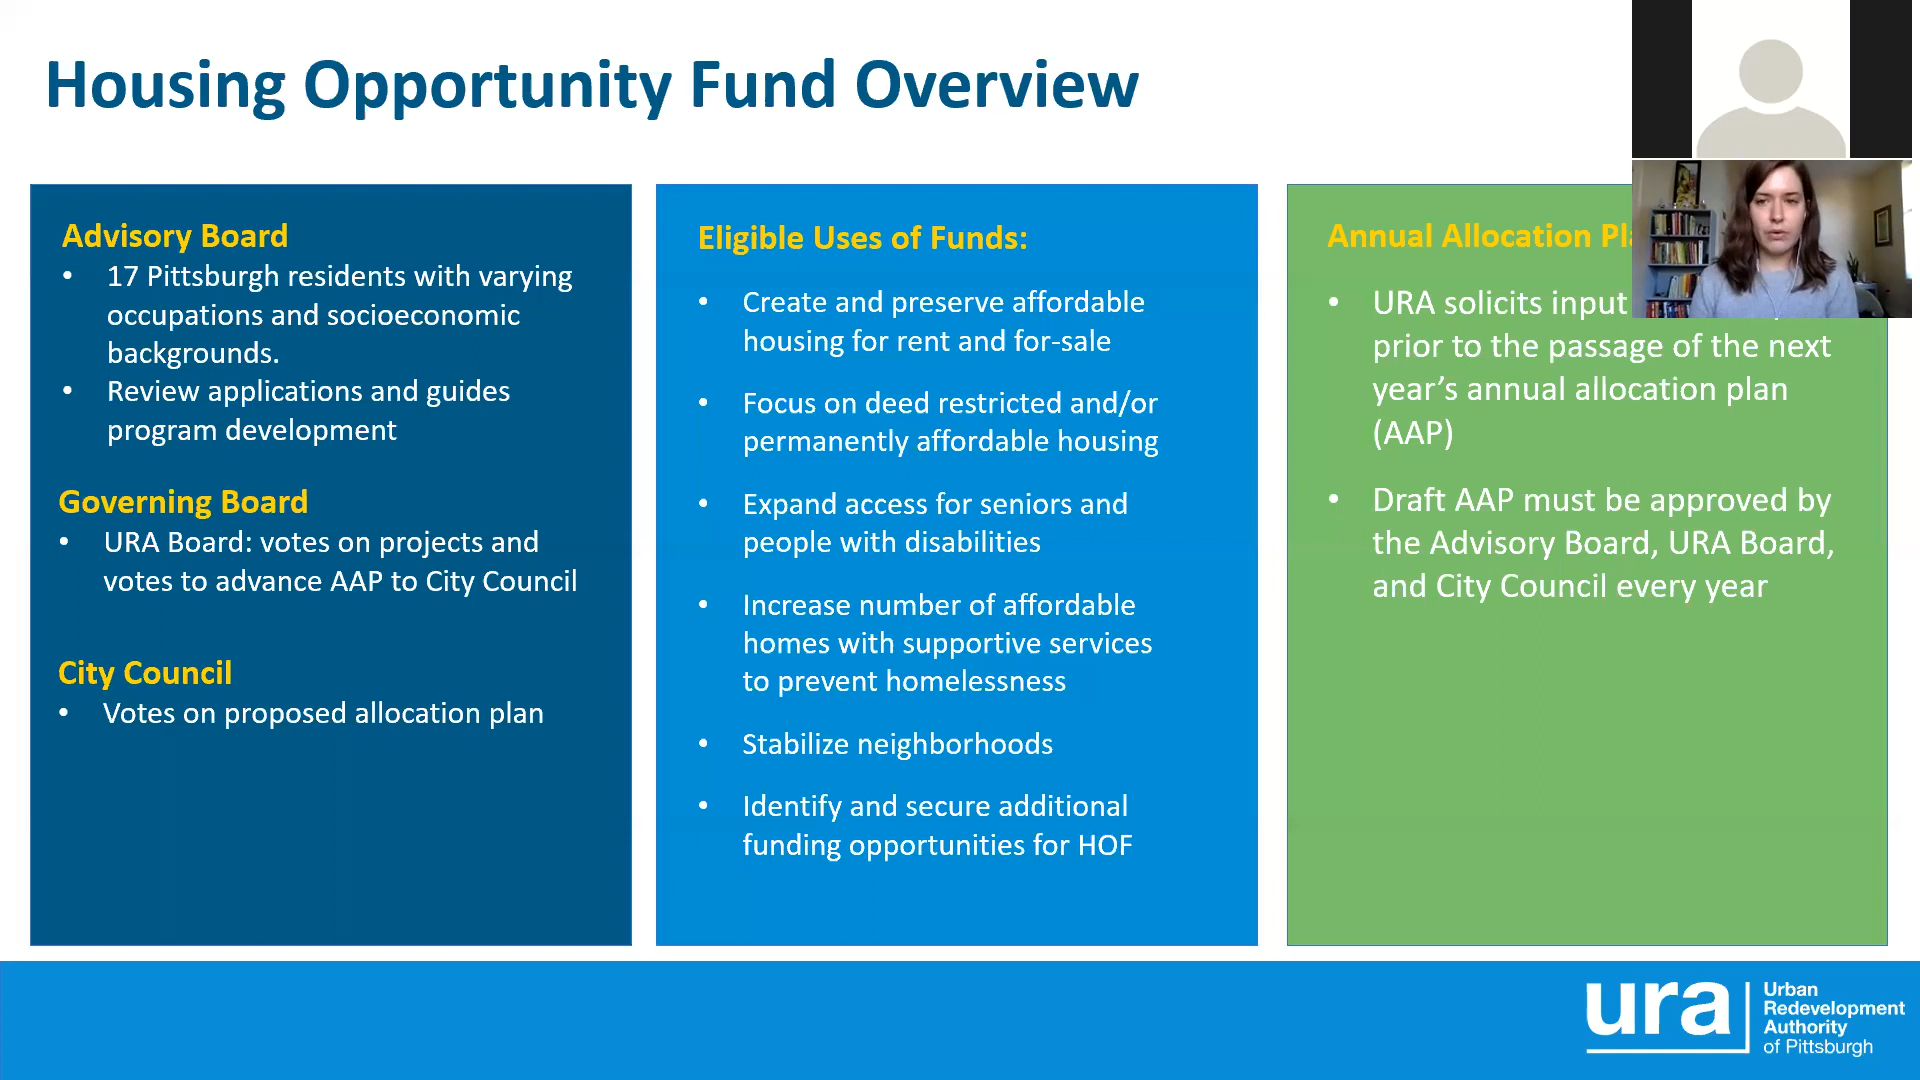 Housing Opportunity Fund Overview
Advisory Board
• 17 Pittsburgh residents with varying
occupations and socioeconomic
backgrounds.
• Review applications and guides
program development
Governing Board
• URA Board: votes on projects and
votes to advance AAP to City Council
City Council
• Votes on proposed allocation plan
Eligible Uses of Funds:
• Create and preserve affordable
housing for rent and for-sale
• Focus on deed restricted and/or
permanently affordable housing
• Expand access for seniors and
people with disabilities
• Increase number of affordable
homes with supportive services
to prevent homelessness
• Stabilize neighborhoods
• Identify and secure additional
funding opportunities for HOF
Annual Allocation
• URA solicits input
prior to the passage of the next
year’s annual allocation plan
(AAP)
• Draft AAP must be approved by
the Advisory Board, URA Board,
and City Council every year
ura
Urban
Redevelopment
Authority
of Pittsburgh